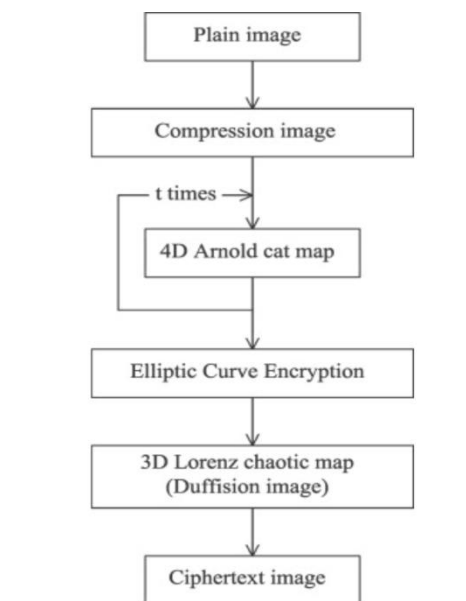 Plain image
Compression image
t times
4D Arnold cat map
Elliptic Curve Encryption
3D Lorenz chaotic map
(Duffision image)
Ciphertext image